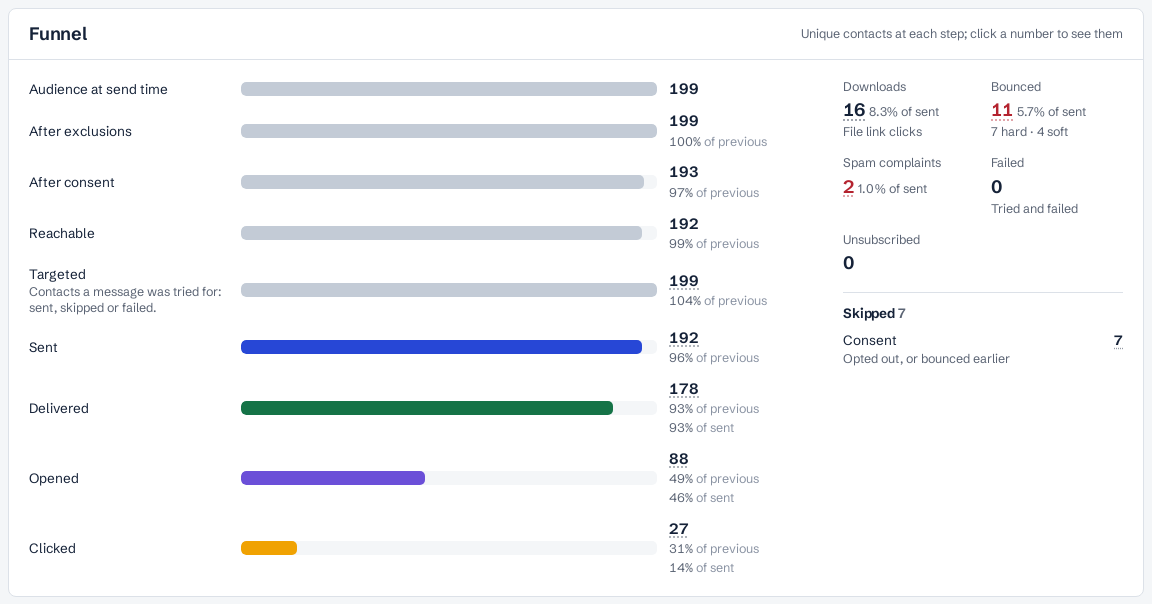 Funnel
Unique contacts at each step; click a number to see them
Audience at send time
199
After exclusions
199
100% of previous
After consent
193
97% of previous
Reachable
192
99% of previous
Targeted
Contacts a message was tried for:
sent, skipped or failed.
199
104% of previous
Sent
192
96% of previous
Delivered
178
93% of previous
93% of sent
Opened
88
49% of previous
46% of sent
Clicked
27
31% of previous
14% of sent
Downloads
16 8.3% of sent
File link clicks
Bounced
11 5.7% of sent
7 hard · 4 soft
Spam complaints
2 1.0% of sent
Failed
0
Tried and failed
Unsubscribed
0
Skipped 7
Consent 7
Opted out, or bounced earlier